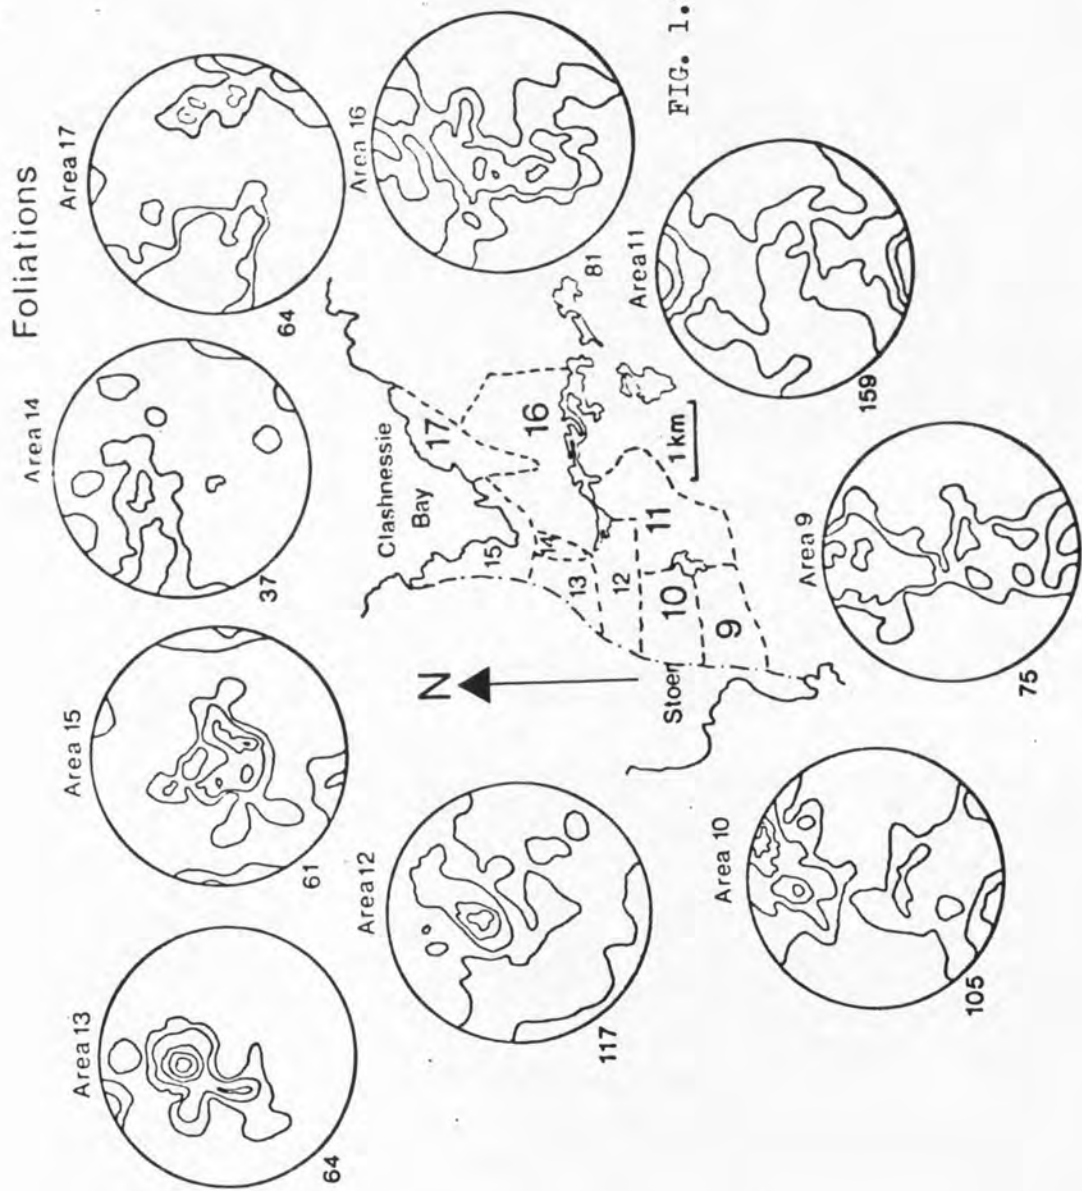 Foliations
Area 13
64
Area 15
61
Area 14
37
Area 17
64
Area 12
117
Area 16
81
N
Clashnessie
Bay
15
14
13
17
16
12
11
10
9
Stoer
1 km
Area 10
105
Area 9
75
Area 11
159
FIG. 1.